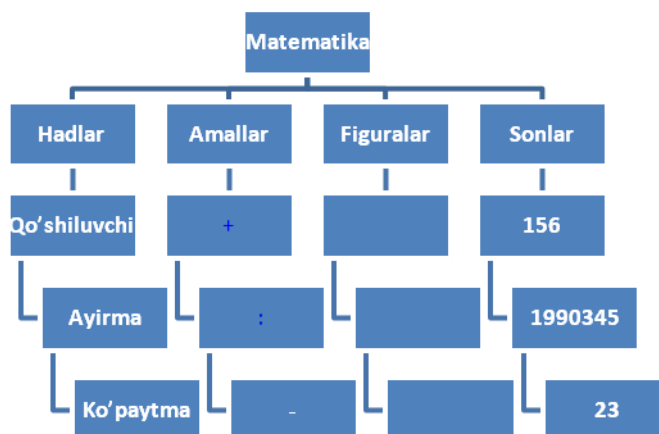 Matematika
Hadlar Amallar Figuralar Sonlar
Qo’shiluvchi + 156
Ayirma : 1990345
Ko’paytma - 23